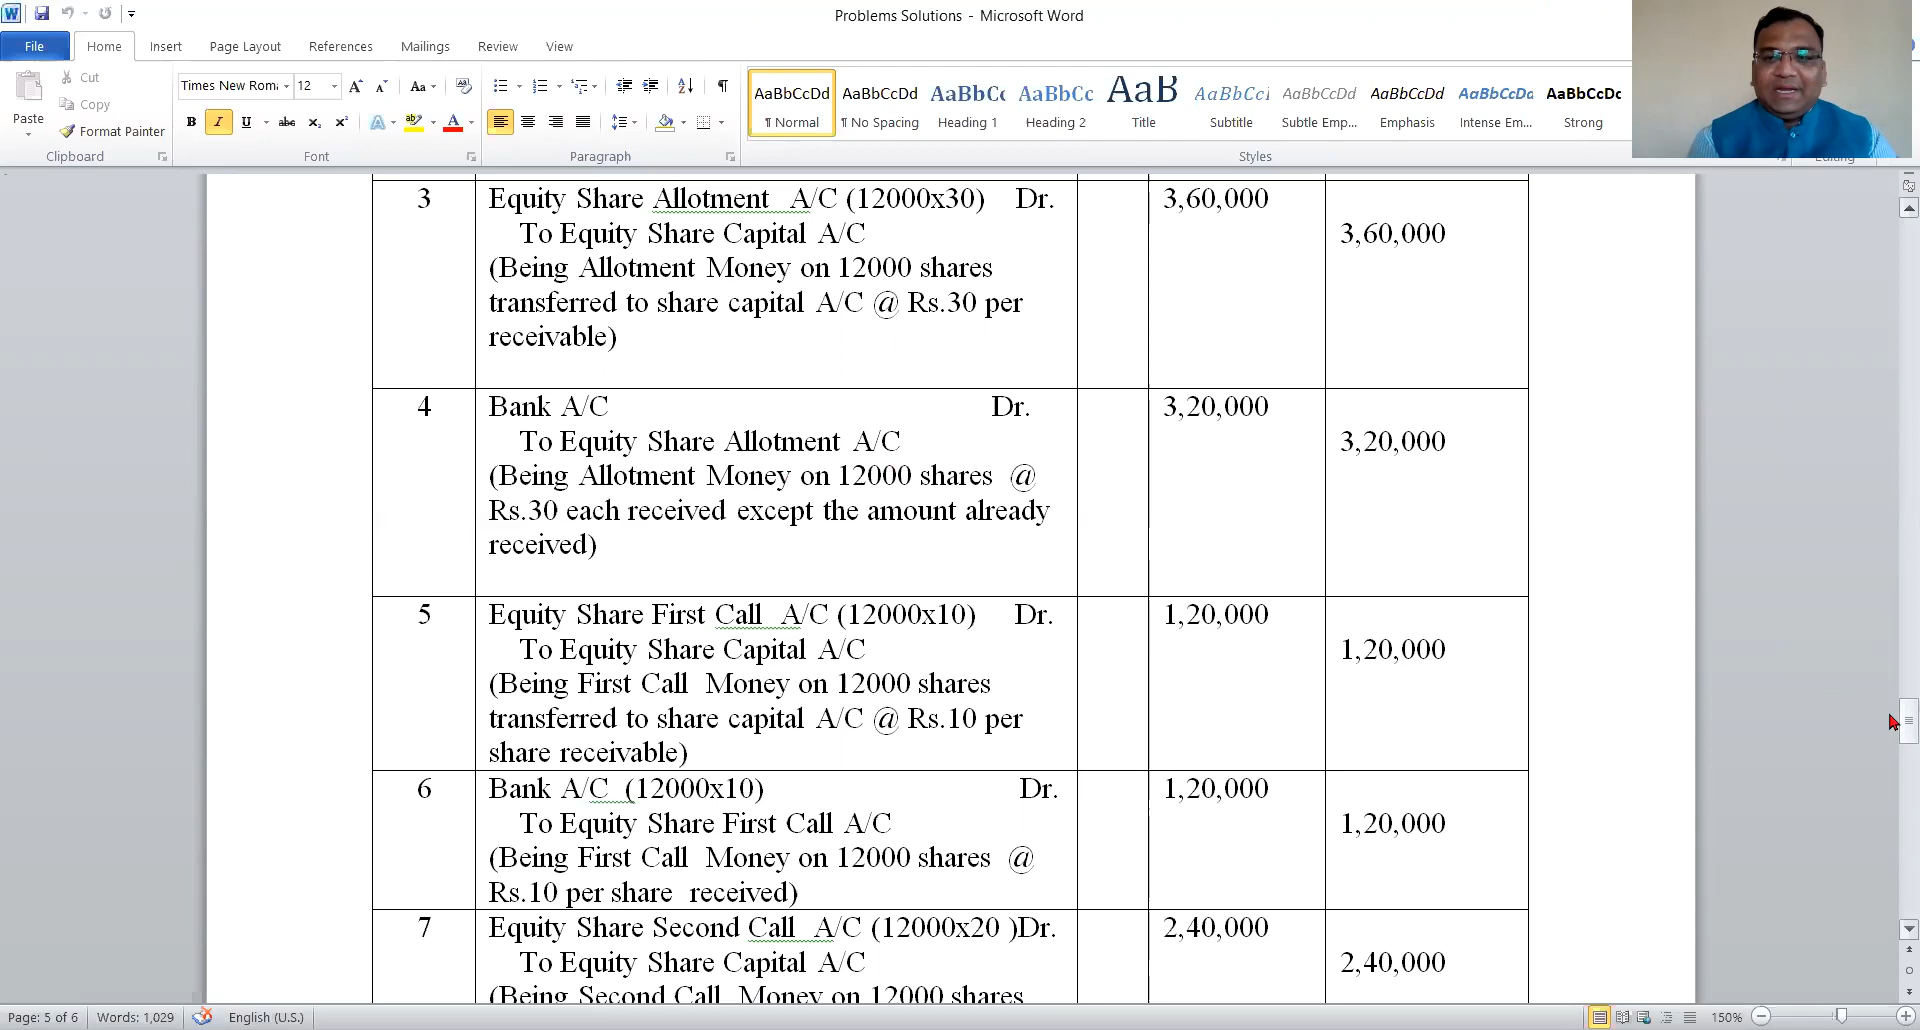 Problems Solutions - Microsoft Word
File Home Insert Page Layout References Mailings Review View
Cut
Copy
Format Painter
Paste
Clipboard
Times New Rom 12
Font
Paragraph
AaBbCcDd AaBbCcDd AaBbCc AaBbCc AaB AaBbCcI AaBbCcDd AaBbCcDd AaBbCcDd AaBbCcDc
¶ Normal ¶ No Spacing Heading 1 Heading 2 Title Subtitle Subtle Emp... Emphasis Intense Em... Strong
Styles
Editing
3 Equity Share Allotment A/C (12000x30) Dr. 3,60,000
To Equity Share Capital A/C 3,60,000
(Being Allotment Money on 12000 shares
transferred to share capital A/C @ Rs.30 per
receivable)
4 Bank A/C Dr. 3,20,000
To Equity Share Allotment A/C 3,20,000
(Being Allotment Money on 12000 shares @
Rs.30 each received except the amount already
received)
5 Equity Share First Call A/C (12000x10) Dr. 1,20,000
To Equity Share Capital A/C 1,20,000
(Being First Call Money on 12000 shares
transferred to share capital A/C @ Rs.10 per
share receivable)
6 Bank A/C (12000x10) Dr. 1,20,000
To Equity Share First Call A/C 1,20,000
(Being First Call Money on 12000 shares @
Rs.10 per share received)
7 Equity Share Second Call A/C (12000x20 )Dr. 2,40,000
To Equity Share Capital A/C 2,40,000
(Being Second Call Money on 12000 shares
Page: 5 of 6 Words: 1,029 English (U.S.) 150%